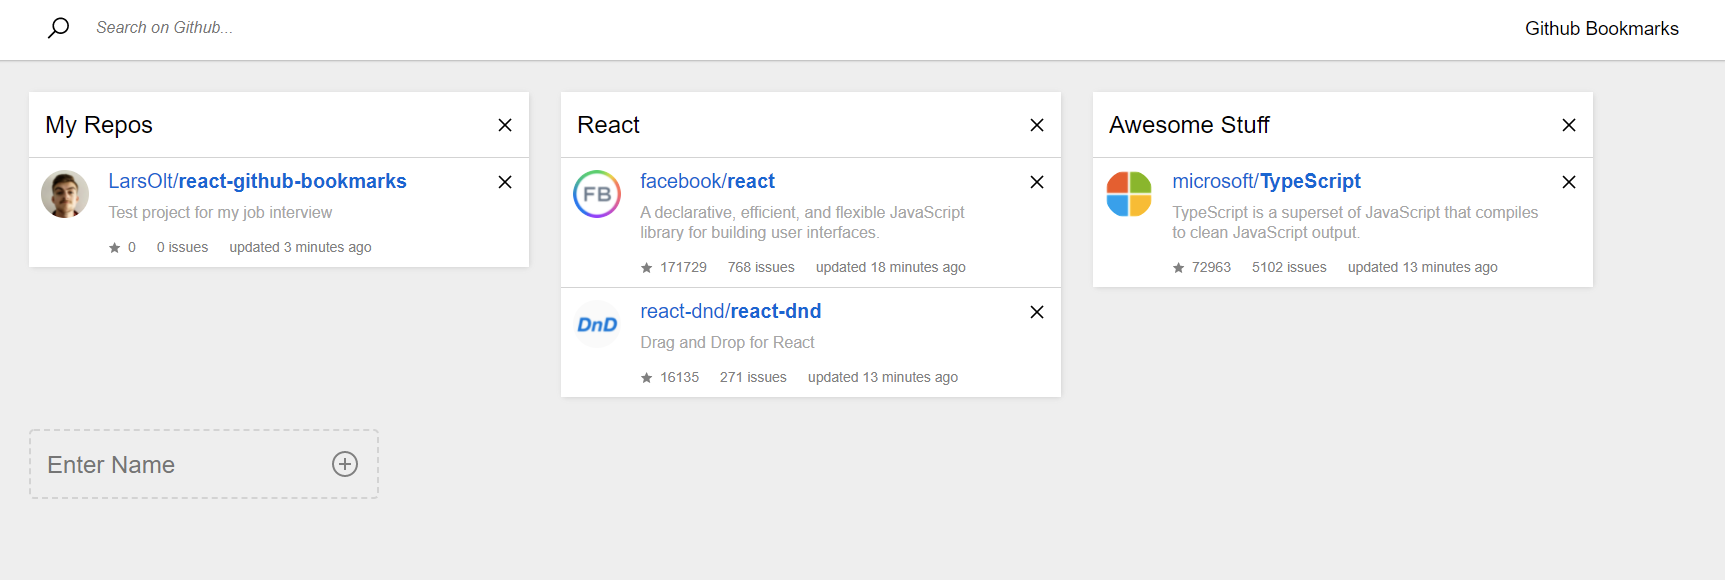 Search on Github...
Github Bookmarks
My Repos
LarsOlt/react-github-bookmarks
Test project for my job interview
0 0 issues updated 3 minutes ago
React
FB
facebook/react
A declarative, efficient, and flexible JavaScript
library for building user interfaces.
171729 768 issues updated 18 minutes ago
DnD
react-dnd/react-dnd
Drag and Drop for React
16135 271 issues updated 13 minutes ago
Awesome Stuff
microsoft/TypeScript
TypeScript is a superset of JavaScript that compiles
to clean JavaScript output.
72963 5102 issues updated 13 minutes ago
Enter Name